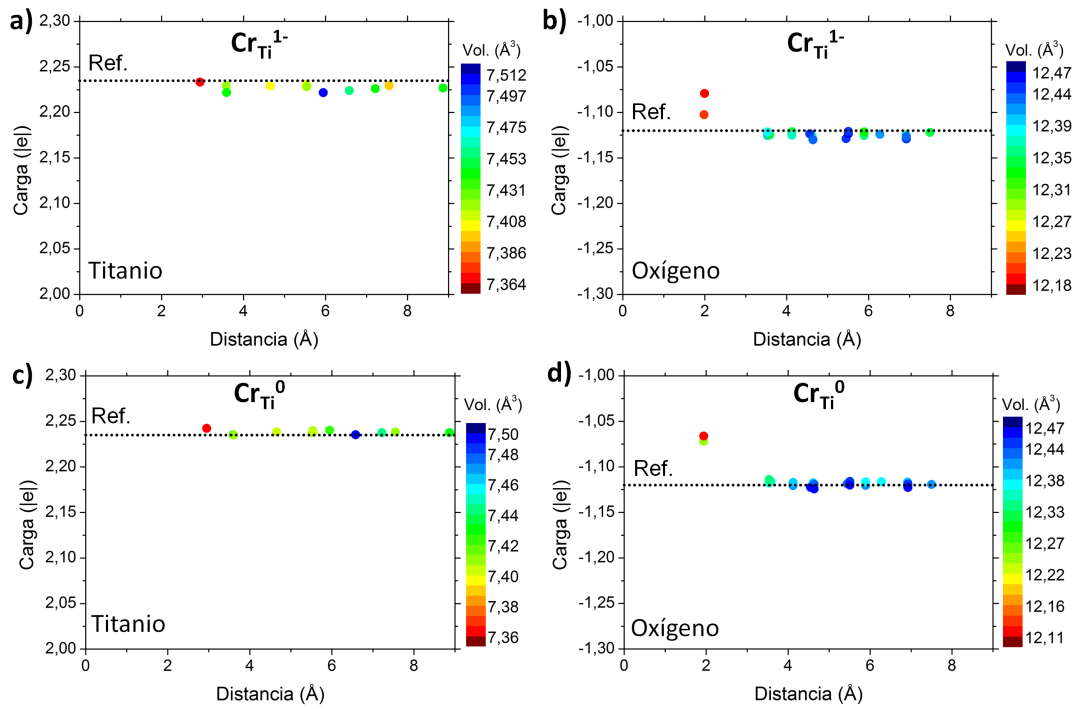 a)
Cr_Ti^1-
Ref.
Titanio
Carga (|e|)
2,30
2,25
2,20
2,15
2,10
2,05
2,00
0 2 4 6 8
Distancia (Å)
Vol. (Å³)
7,512
7,497
7,475
7,453
7,431
7,408
7,386
7,364
b)
Cr_Ti^1-
Ref.
Oxígeno
Carga (|e|)
-1,00
-1,05
-1,10
-1,15
-1,20
-1,25
-1,30
0 2 4 6 8
Distancia (Å)
Vol. (Å³)
12,47
12,44
12,39
12,35
12,31
12,27
12,23
12,18
c)
Cr_Ti^0
Ref.
Titanio
Carga (|e|)
2,30
2,25
2,20
2,15
2,10
2,05
2,00
0 2 4 6 8
Distancia (Å)
Vol. (Å³)
7,50
7,48
7,46
7,44
7,42
7,40
7,38
7,36
d)
Cr_Ti^0
Ref.
Oxígeno
Carga (|e|)
-1,00
-1,05
-1,10
-1,15
-1,20
-1,25
-1,30
0 2 4 6 8
Distancia (Å)
Vol. (Å³)
12,47
12,44
12,38
12,33
12,27
12,22
12,16
12,11